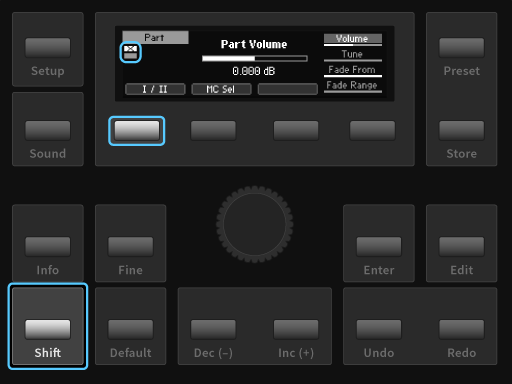 Part
Part Volume
0.000 dB
Volume
Tune
Fade From
Fade Range
I / II
MC Sel
Setup
Preset
Sound
Store
Info
Fine
Enter
Edit
Shift
Default
Dec (–)
Inc (+)
Undo
Redo